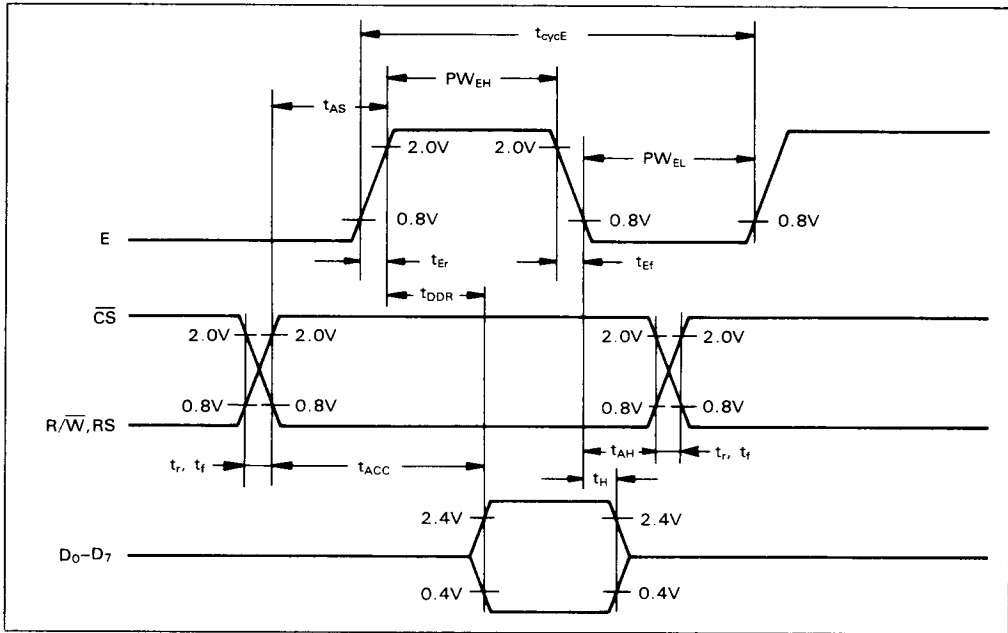 t_cycE
PW_EH
t_AS
2.0V 2.0V
PW_EL
0.8V 0.8V 0.8V
E
t_Er t_Ef
t_DDR
C̅S̅
2.0V 2.0V 2.0V 2.0V
0.8V 0.8V 0.8V 0.8V
R/W̅,RS
t_r, t_f t_ACC t_AH t_r, t_f
t_H
2.4V 2.4V
D₀–D₇
0.4V 0.4V